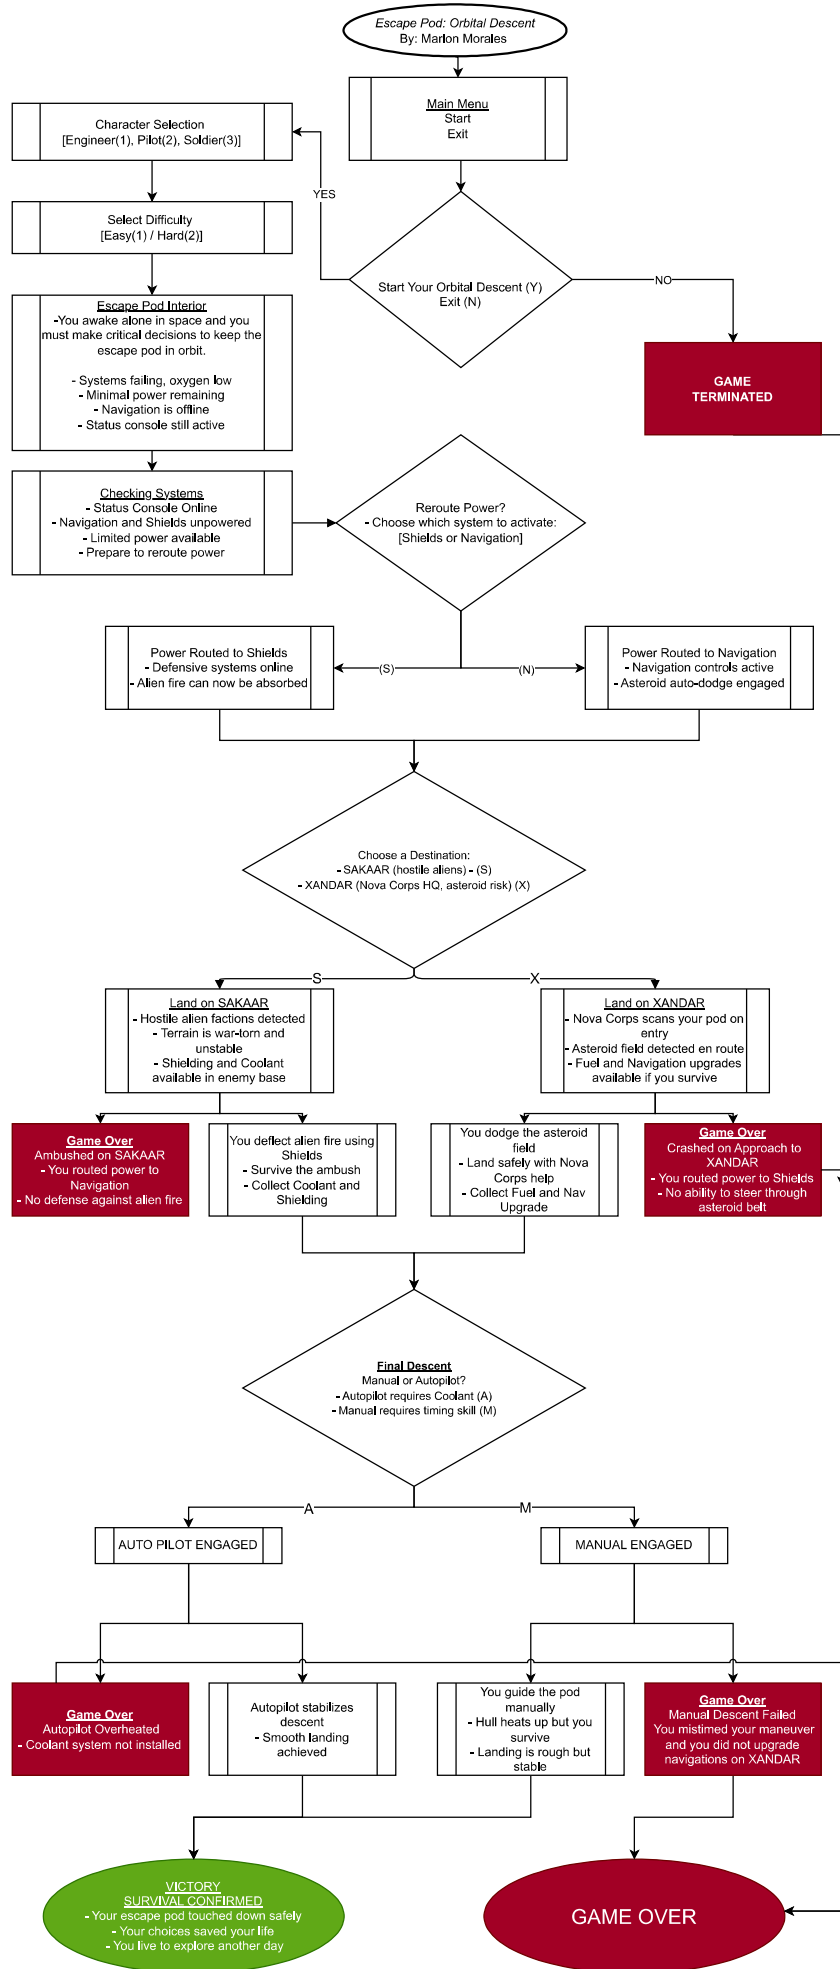 Escape Pod: Orbital Descent
By: Marlon Morales
Main Menu
Start
Exit
Character Selection
[Engineer(1), Pilot(2), Soldier(3)]
YES
Select Difficulty
[Easy(1) / Hard(2)]
Start Your Orbital Descent (Y)
Exit (N)
NO
Escape Pod Interior
-You awake alone in space and you
must make critical decisions to keep the
escape pod in orbit.
- Systems failing, oxygen low
- Minimal power remaining
- Navigation is offline
- Status console still active
GAME
TERMINATED
Checking Systems
- Status Console Online
- Navigation and Shields unpowered
- Limited power available
- Prepare to reroute power
Reroute Power?
- Choose which system to activate:
[Shields or Navigation]
Power Routed to Shields
- Defensive systems online
- Alien fire can now be absorbed
(S)
(N)
Power Routed to Navigation
- Navigation controls active
- Asteroid auto-dodge engaged
Choose a Destination:
- SAKAAR (hostile aliens) - (S)
- XANDAR (Nova Corps HQ, asteroid risk) (X)
S
X
Land on SAKAAR
- Hostile alien factions detected
- Terrain is war-torn and
unstable
- Shielding and Coolant
available in enemy base
Land on XANDAR
- Nova Corps scans your pod on
entry
- Asteroid field detected en route
- Fuel and Navigation upgrades
available if you survive
Game Over
Ambushed on SAKAAR
- You routed power to
Navigation
- No defense against alien fire
You deflect alien fire using
Shields
- Survive the ambush
- Collect Coolant and
Shielding
You dodge the asteroid
field
- Land safely with Nova
Corps help
- Collect Fuel and Nav
Upgrade
Game Over
Crashed on Approach to
XANDAR
- You routed power to Shields
- No ability to steer through
asteroid belt
Final Descent
Manual or Autopilot?
- Autopilot requires Coolant (A)
- Manual requires timing skill (M)
A
M
AUTO PILOT ENGAGED
MANUAL ENGAGED
Game Over
Autopilot Overheated
- Coolant system not installed
Autopilot stabilizes
descent
- Smooth landing
achieved
You guide the pod
manually
- Hull heats up but you
survive
- Landing is rough but
stable
Game Over
Manual Descent Failed
You mistimed your maneuver
and you did not upgrade
navigations on XANDAR
VICTORY
SURVIVAL CONFIRMED
- Your escape pod touched down safely
- Your choices saved your life
- You live to explore another day
GAME OVER